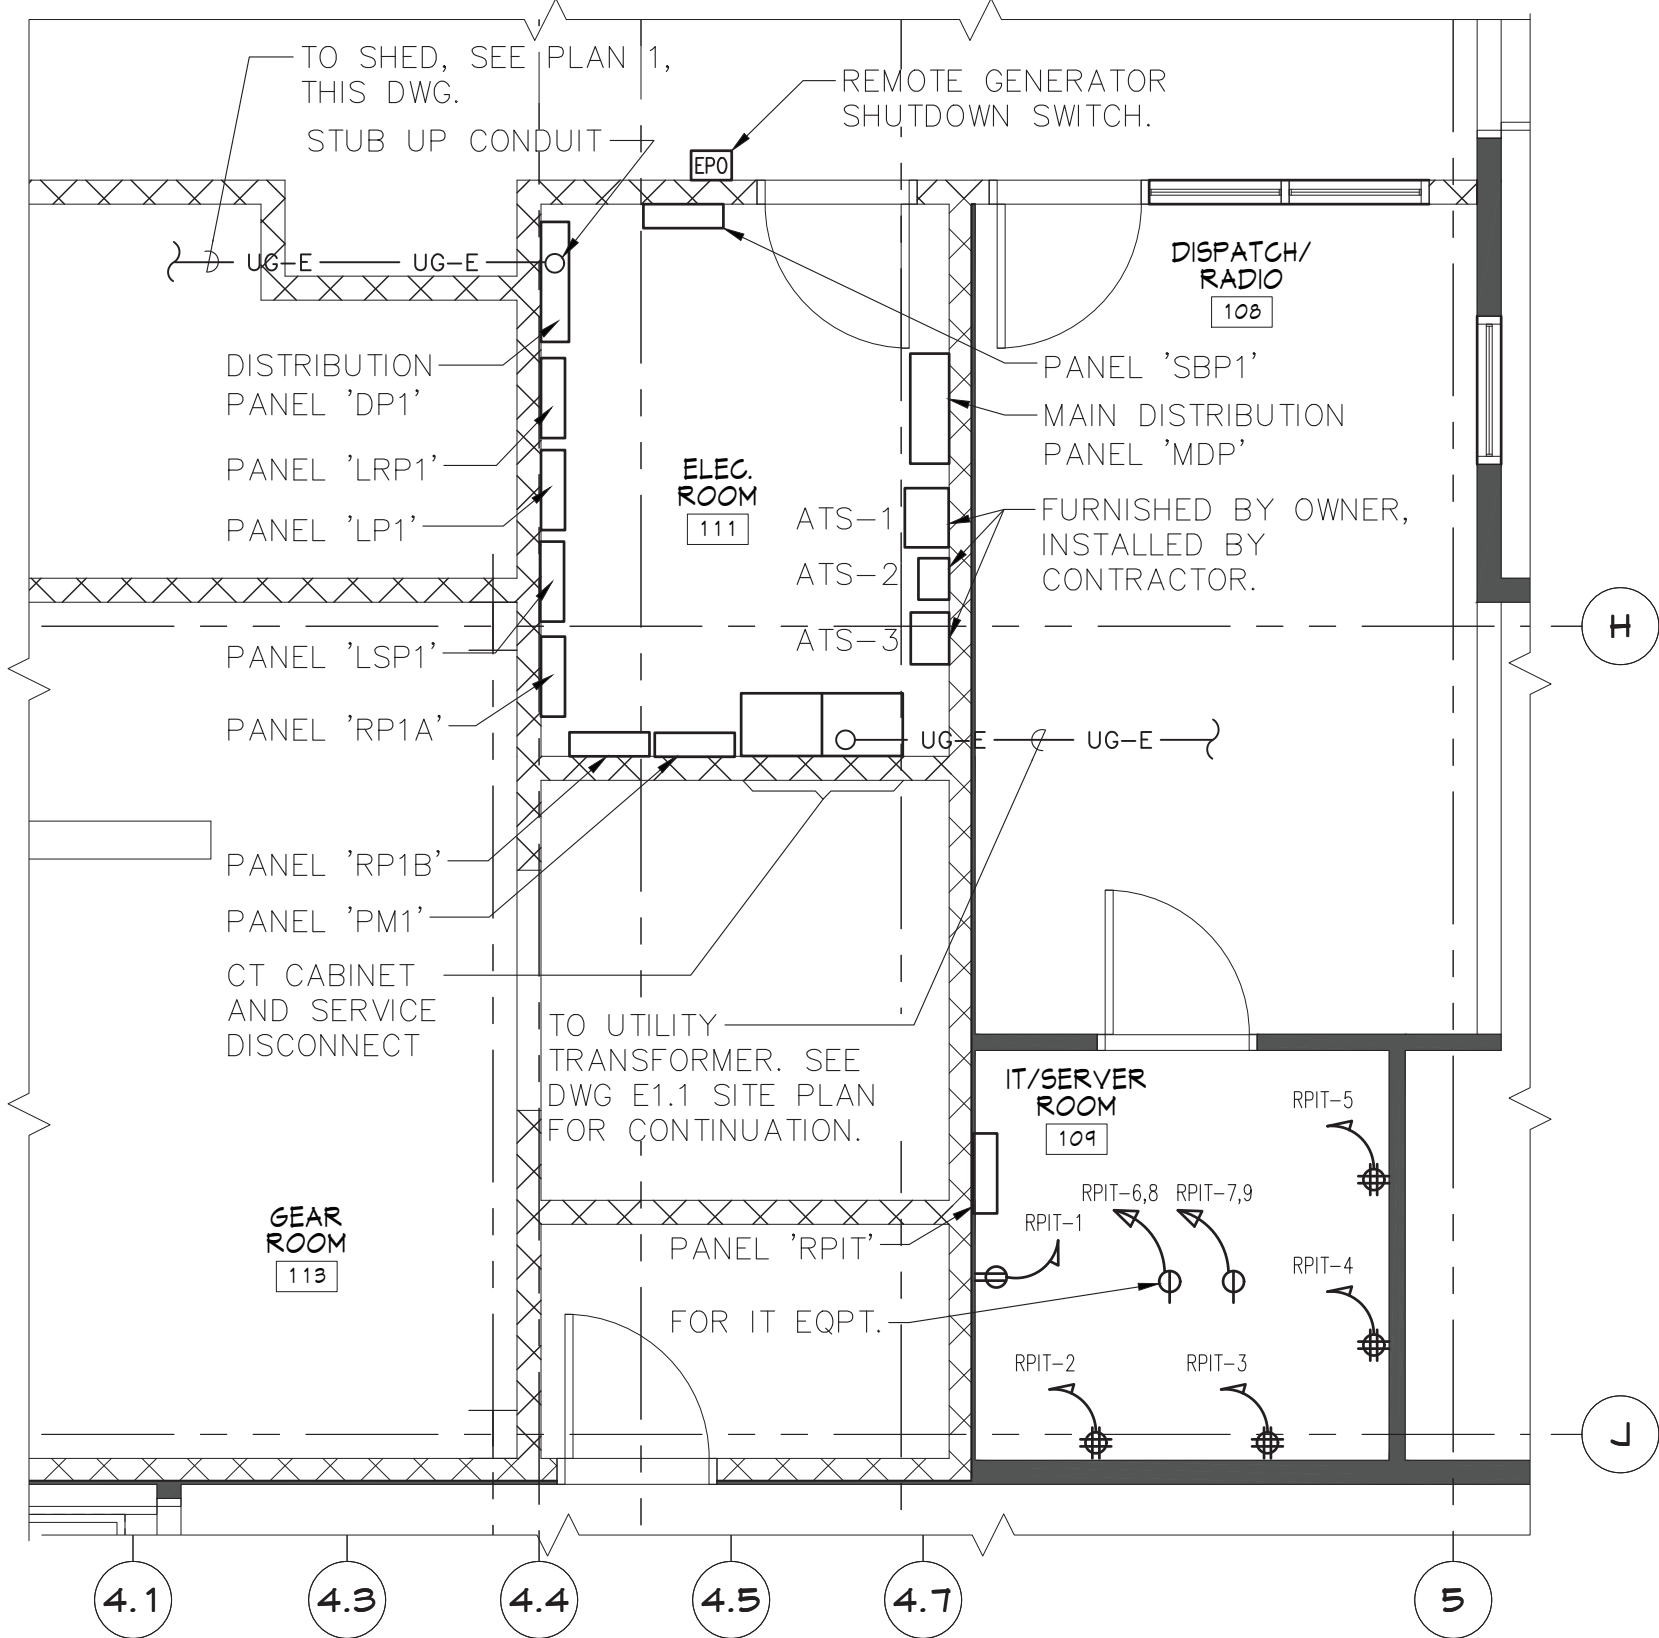 TO SHED, SEE PLAN 1,
THIS DWG.
REMOTE GENERATOR
SHUTDOWN SWITCH.
STUB UP CONDUIT
EPO
UG-E
UG-E
DISPATCH/
RADIO
108
DISTRIBUTION
PANEL 'DP1'
PANEL 'SBP1'
MAIN DISTRIBUTION
PANEL 'MDP'
PANEL 'LRP1'
ELEC.
ROOM
111
PANEL 'LP1'
ATS-1
ATS-2
ATS-3
FURNISHED BY OWNER,
INSTALLED BY
CONTRACTOR.
H
PANEL 'LSP1'
PANEL 'RP1A'
UG-E
UG-E
PANEL 'RP1B'
PANEL 'PM1'
CT CABINET
AND SERVICE
DISCONNECT
TO UTILITY
TRANSFORMER. SEE
DWG E1.1 SITE PLAN
FOR CONTINUATION.
IT/SERVER
ROOM
109
RPIT-5
RPIT-6,8
RPIT-7,9
RPIT-1
GEAR
ROOM
113
PANEL 'RPIT'
RPIT-4
FOR IT EQPT.
RPIT-2
RPIT-3
J
4.1
4.3
4.4
4.5
4.7
5